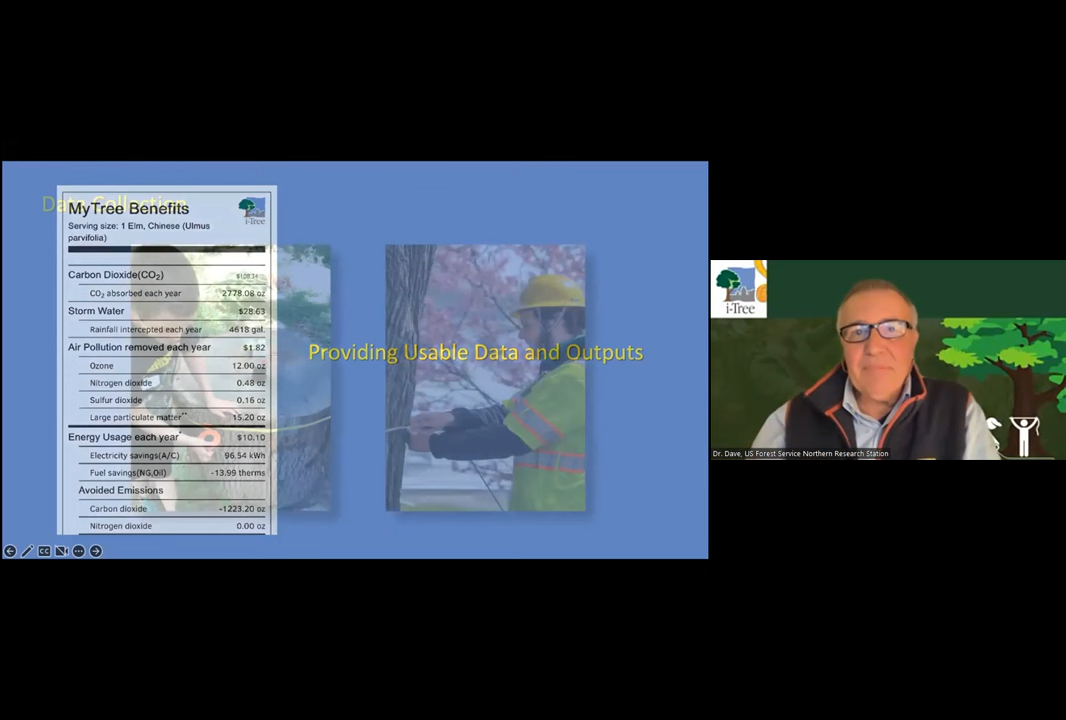 Data Collection
MyTree Benefits
i-Tree
Serving size: 1 Elm, Chinese (Ulmus
parvifolia)
Carbon Dioxide(CO2)
CO2 absorbed each year 2778.08 oz
Storm Water $28.63
Rainfall intercepted each year 4618 gal.
Air Pollution removed each year $1.82
Ozone 12.00 oz
Nitrogen dioxide 0.48 oz
Sulfur dioxide 0.16 oz
Large particulate matter** 15.20 oz
Energy Usage each year* $10.10
Electricity savings(A/C) 96.54 kWh
Fuel savings(NG,Oil) -13.99 therms
Avoided Emissions
Carbon dioxide -1223.20 oz
Nitrogen dioxide 0.00 oz
Providing Usable Data and Outputs
CC
i-Tree
Dr. Dave, US Forest Service Northern Research Station